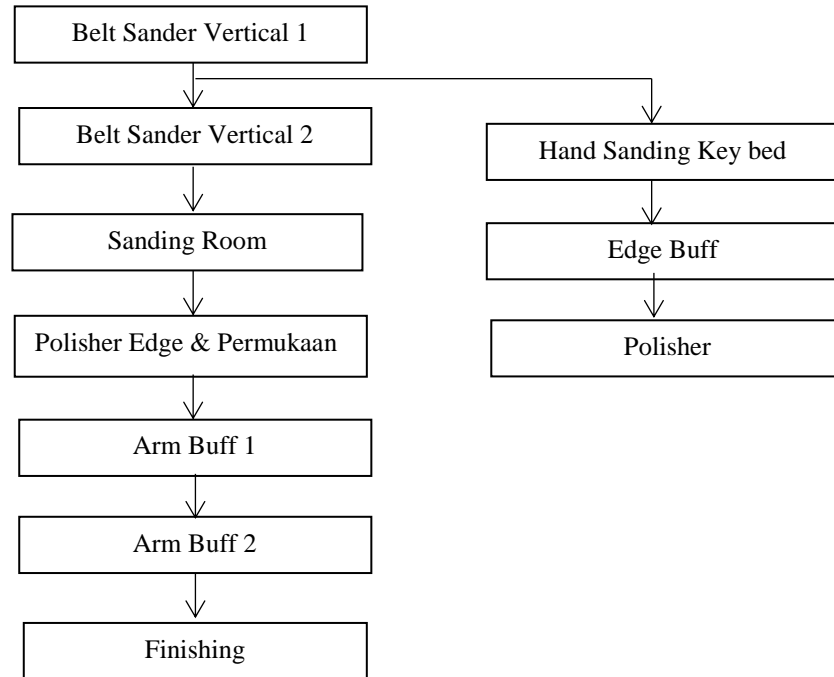 Belt Sander Vertical 1
Belt Sander Vertical 2
Sanding Room
Polisher Edge & Permukaan
Arm Buff 1
Arm Buff 2
Finishing
Hand Sanding Key bed
Edge Buff
Polisher